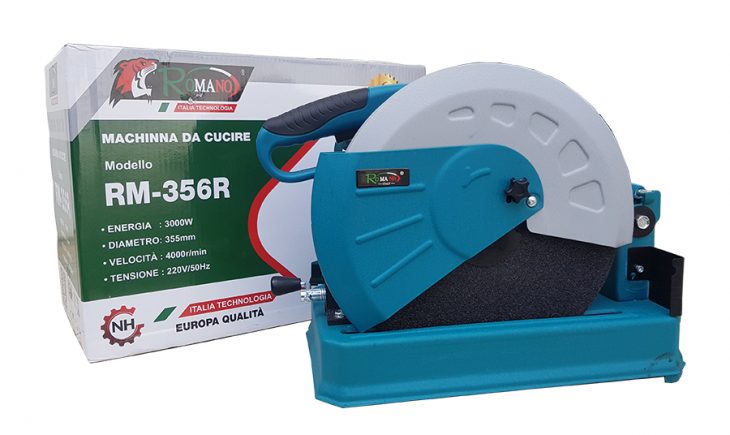 ROMANO ®
ITALIA TECHNOLOGIA
MACHINNA DA CUCIRE
Modello
RM-356R
• ENERGIA : 3000W
• DIAMETRO: 355mm
• VELOCITÀ : 4000r/min
• TENSIONE : 220V/50Hz
NH
ITALIA TECHNOLOGIA
EUROPA QUALITÀ
ROMANO